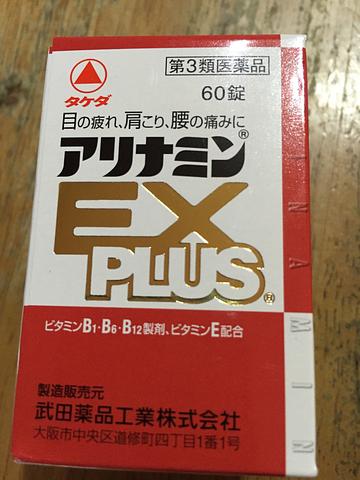 タケダ
第3類医薬品
60錠
目の疲れ、肩こり、腰の痛みに
アリナミン®
EX
PLUS®
ビタミンB1・B6・B12製剤、ビタミンE配合
製造販売元
武田薬品工業株式会社
大阪市中央区道修町四丁目1番1号
INAMIN